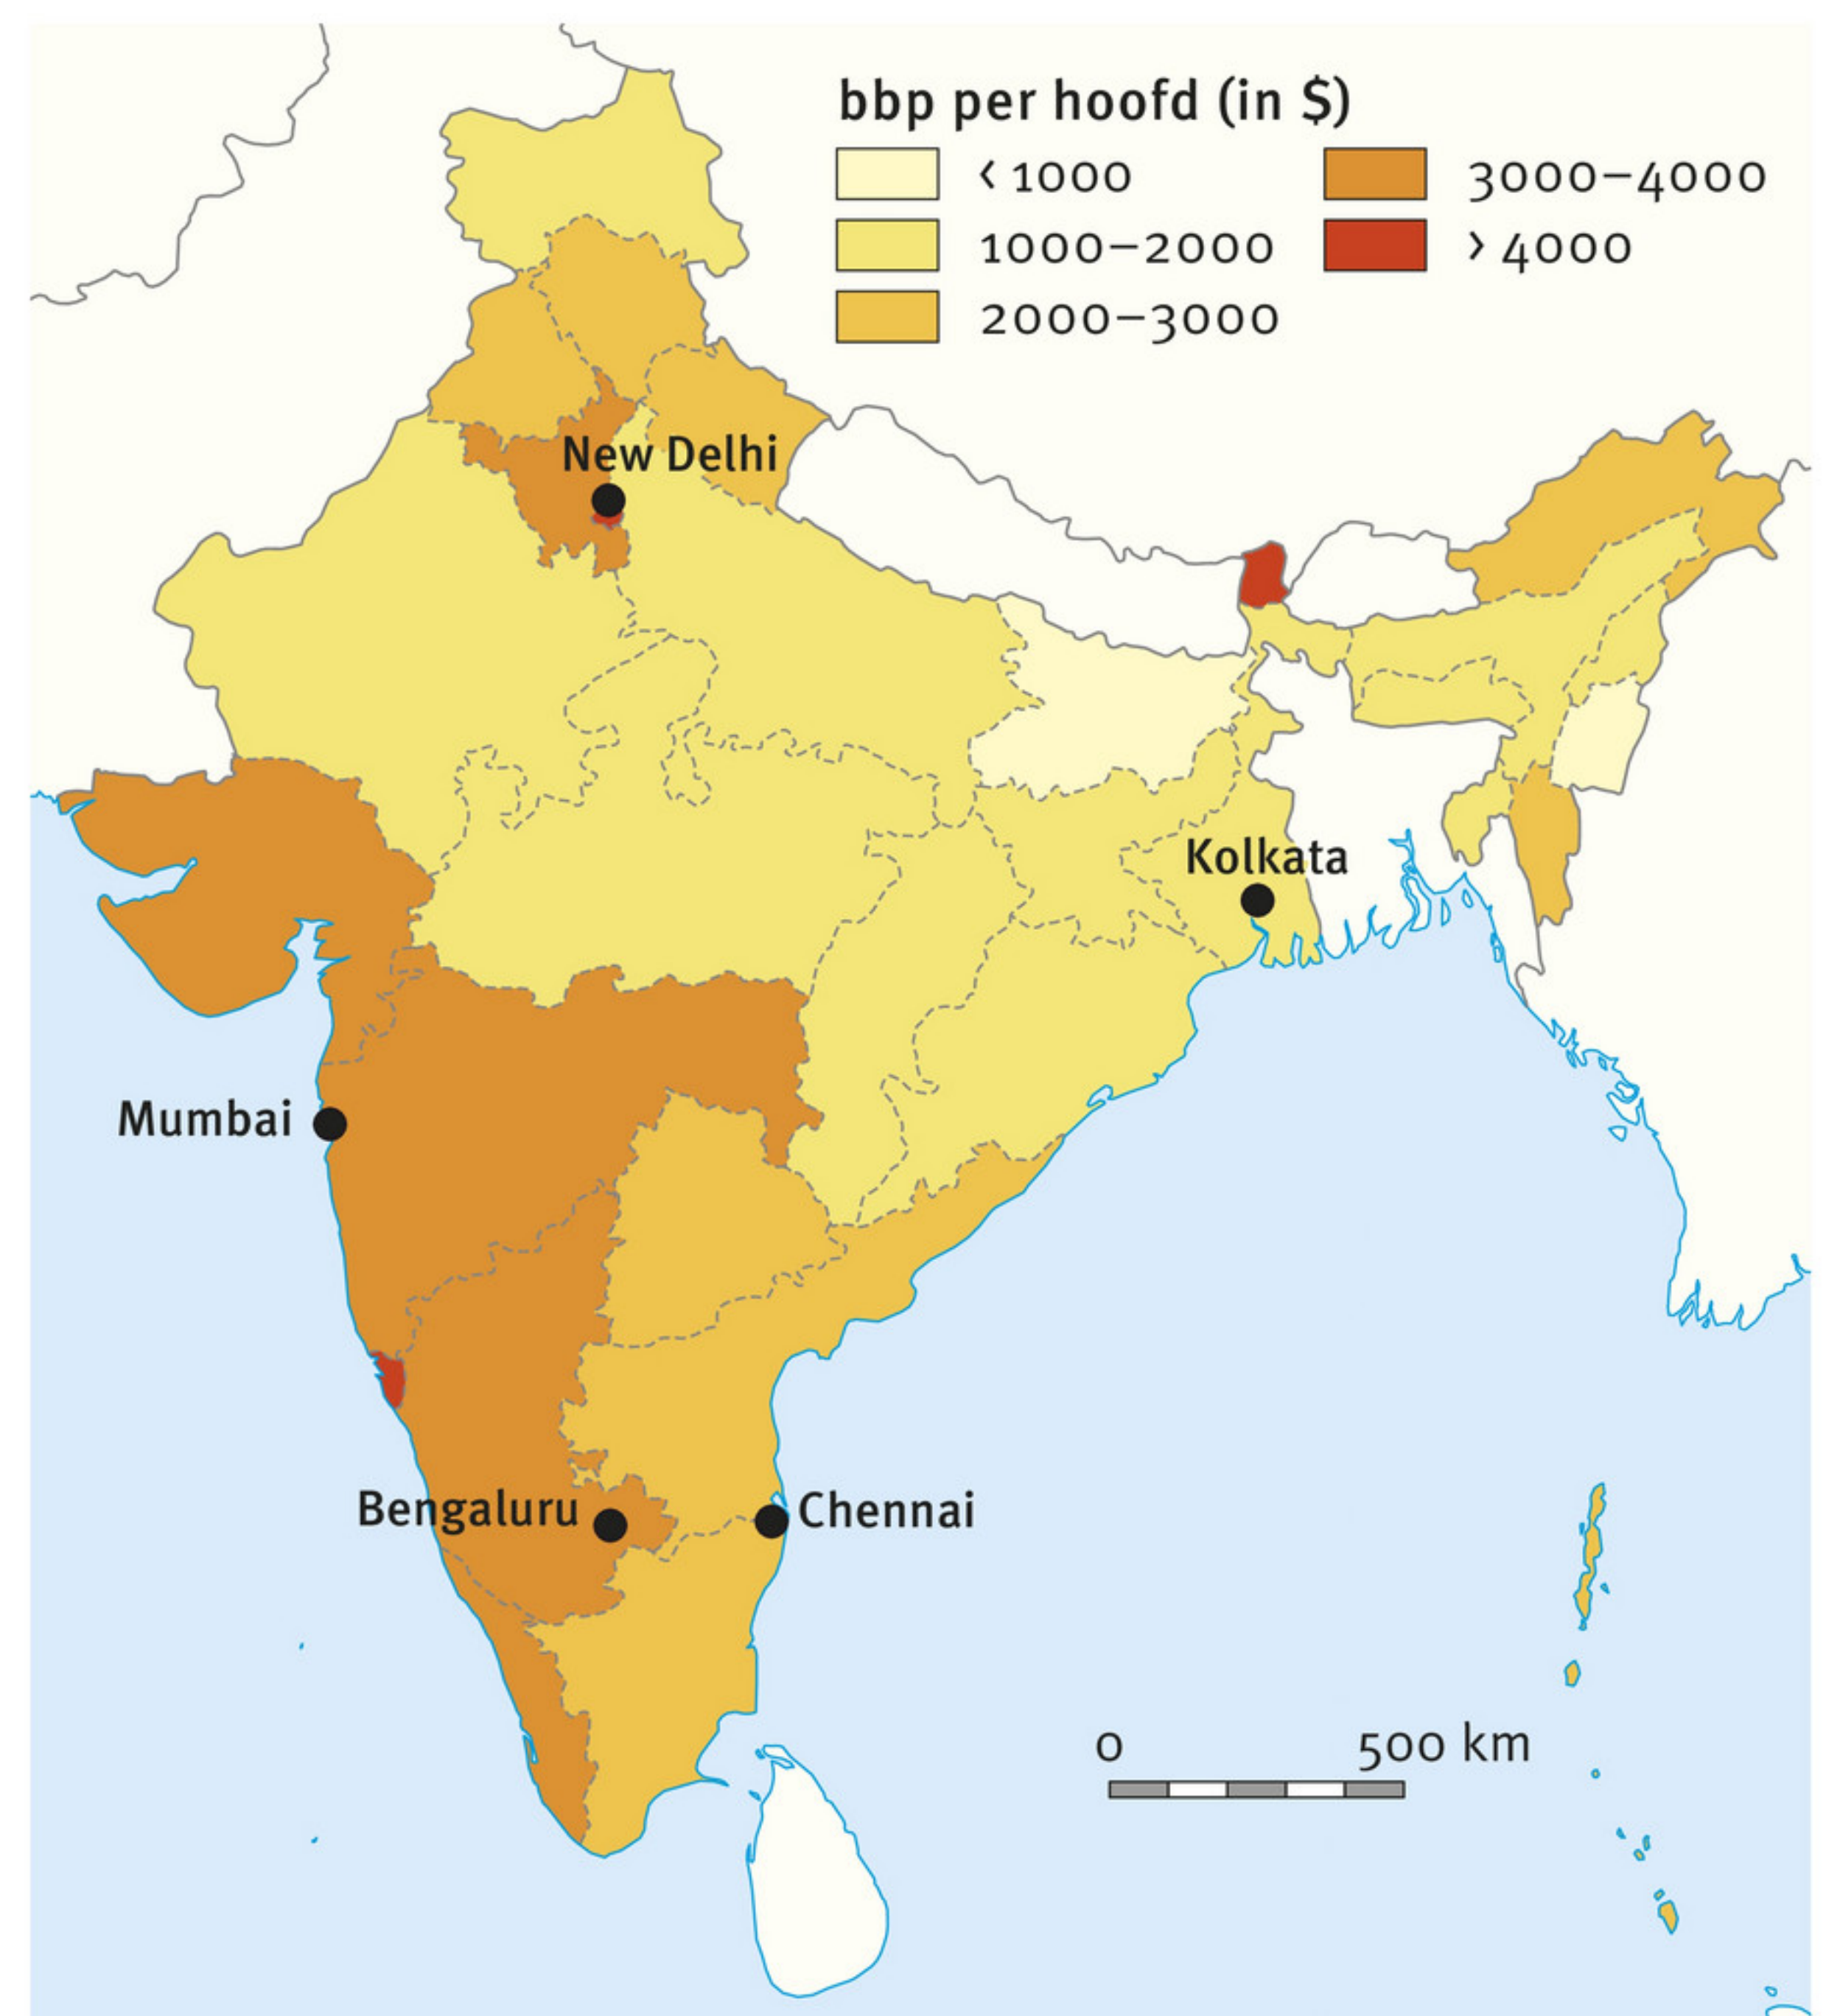 bbp per hoofd (in $)
< 1000
1000–2000
2000–3000
3000–4000
> 4000
New Delhi
Kolkata
Mumbai
Bengaluru
Chennai
0 500 km